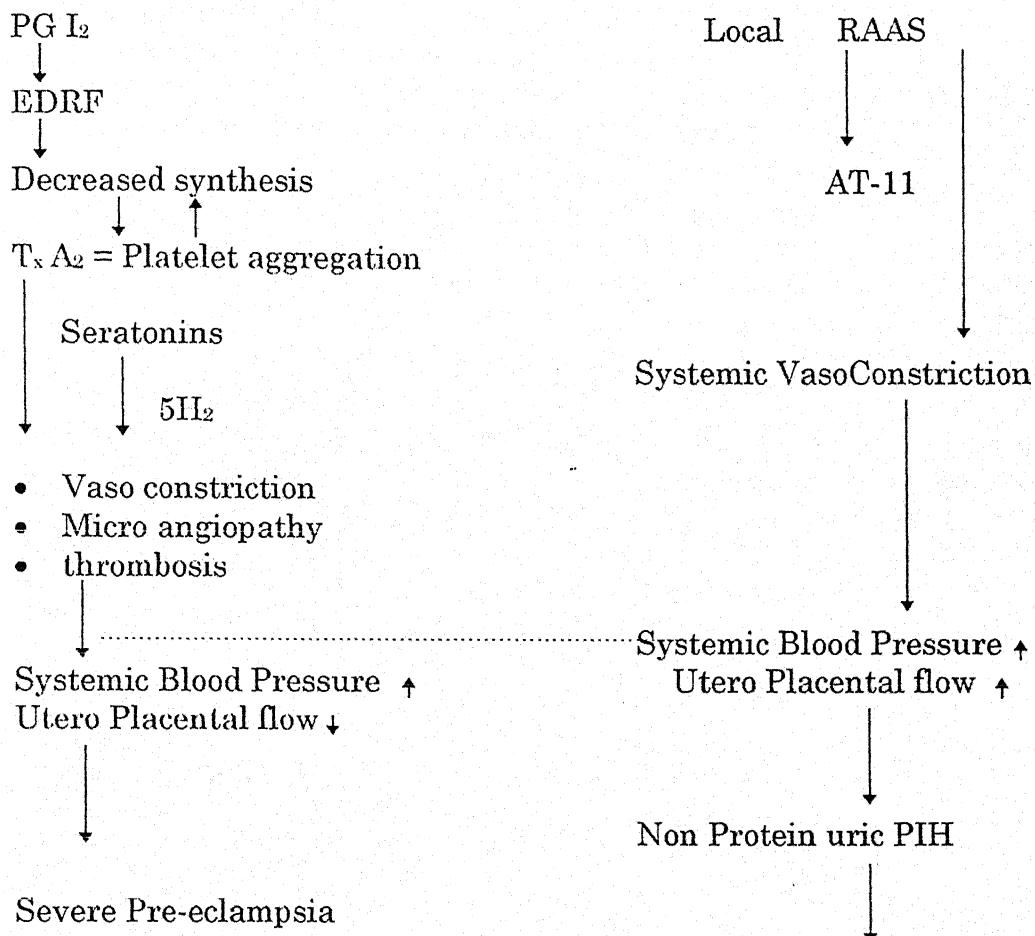 PG I₂
EDRF
Decreased synthesis
Tₓ A₂ = Platelet aggregation
Seratonins
5H₂
• Vaso constriction
• Micro angiopathy
• thrombosis
Systemic Blood Pressure ↑
Utero Placental flow ↓
Severe Pre-eclampsia
Local RAAS
AT-11
Systemic VasoConstriction
Systemic Blood Pressure ↑
Utero Placental flow ↑
Non Protein uric PIH